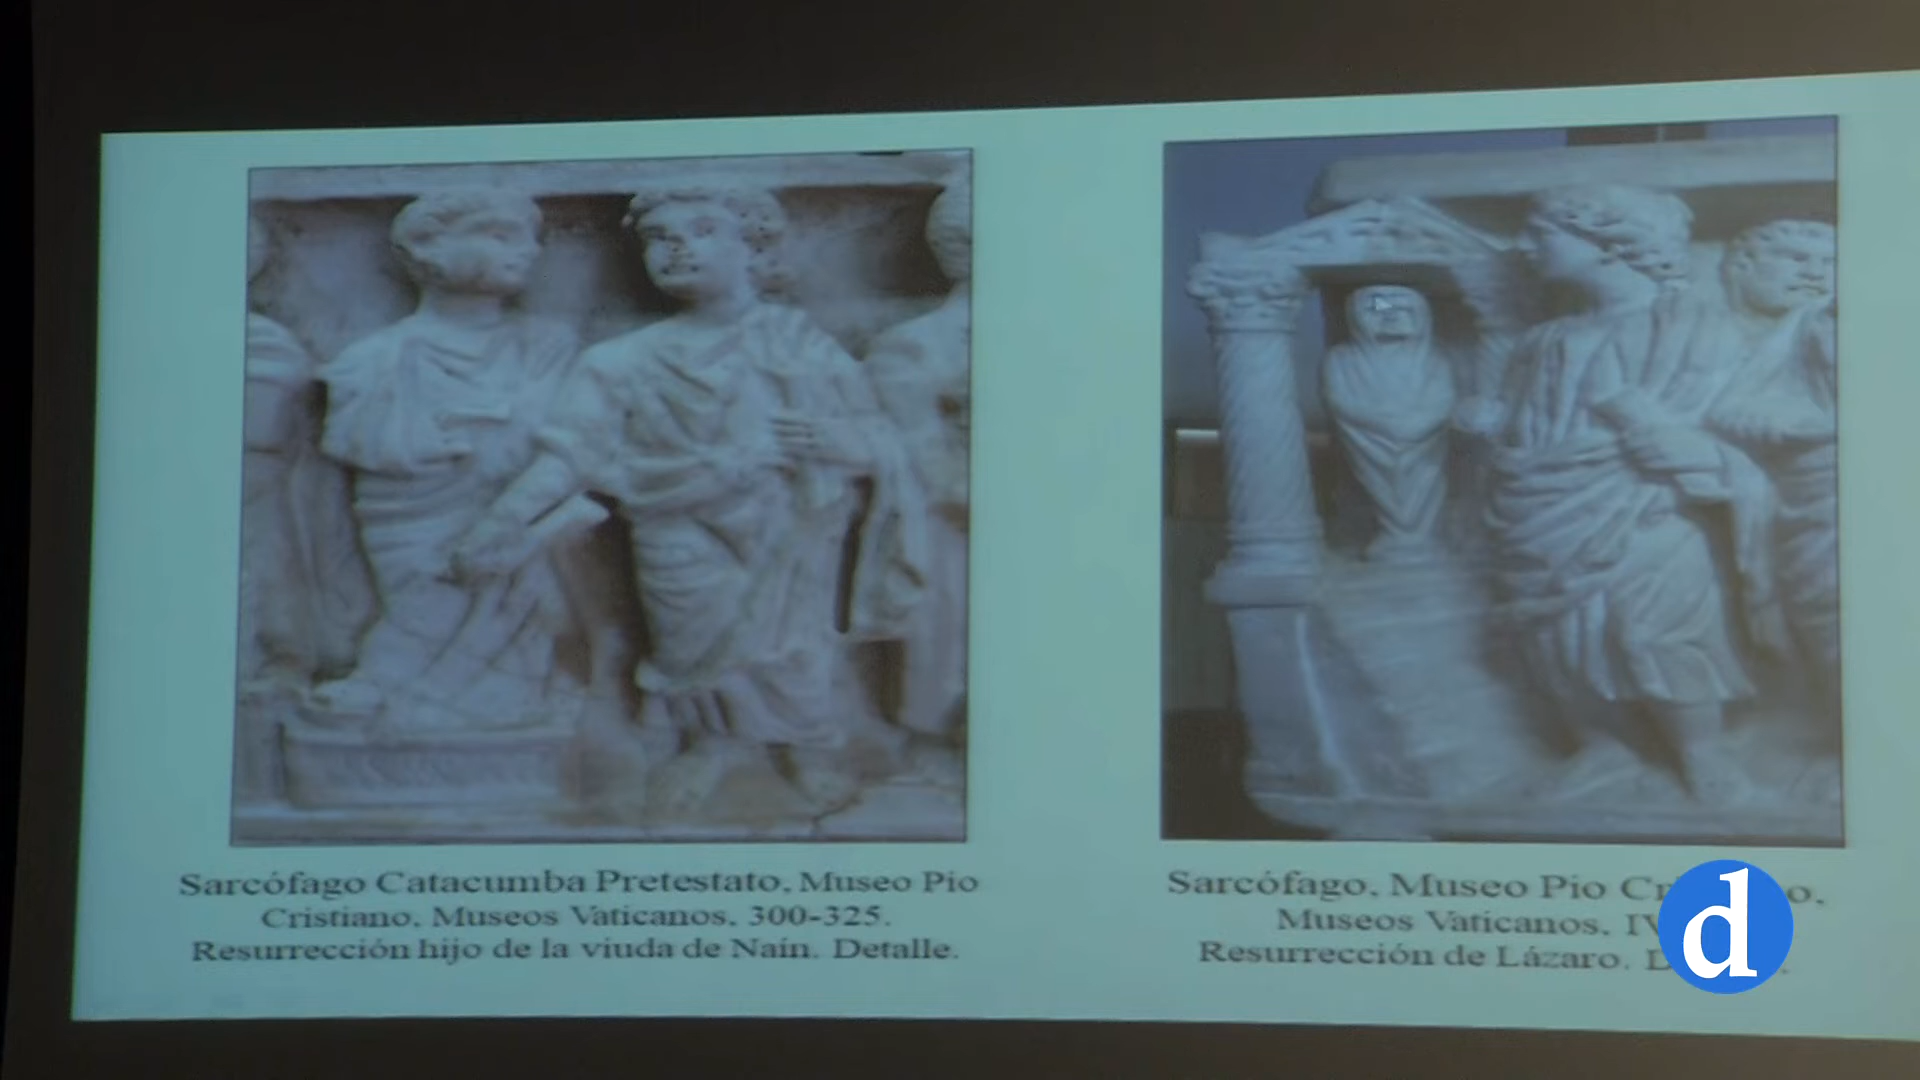 Sarcófago Catacumba Pretestato. Museo Pio
Cristiano. Museos Vaticanos. 300-325.
Resurrección hijo de la viuda de Naín. Detalle.
Sarcófago. Museo Pio
Museos Vaticanos.
Resurrección de Lázaro.
d